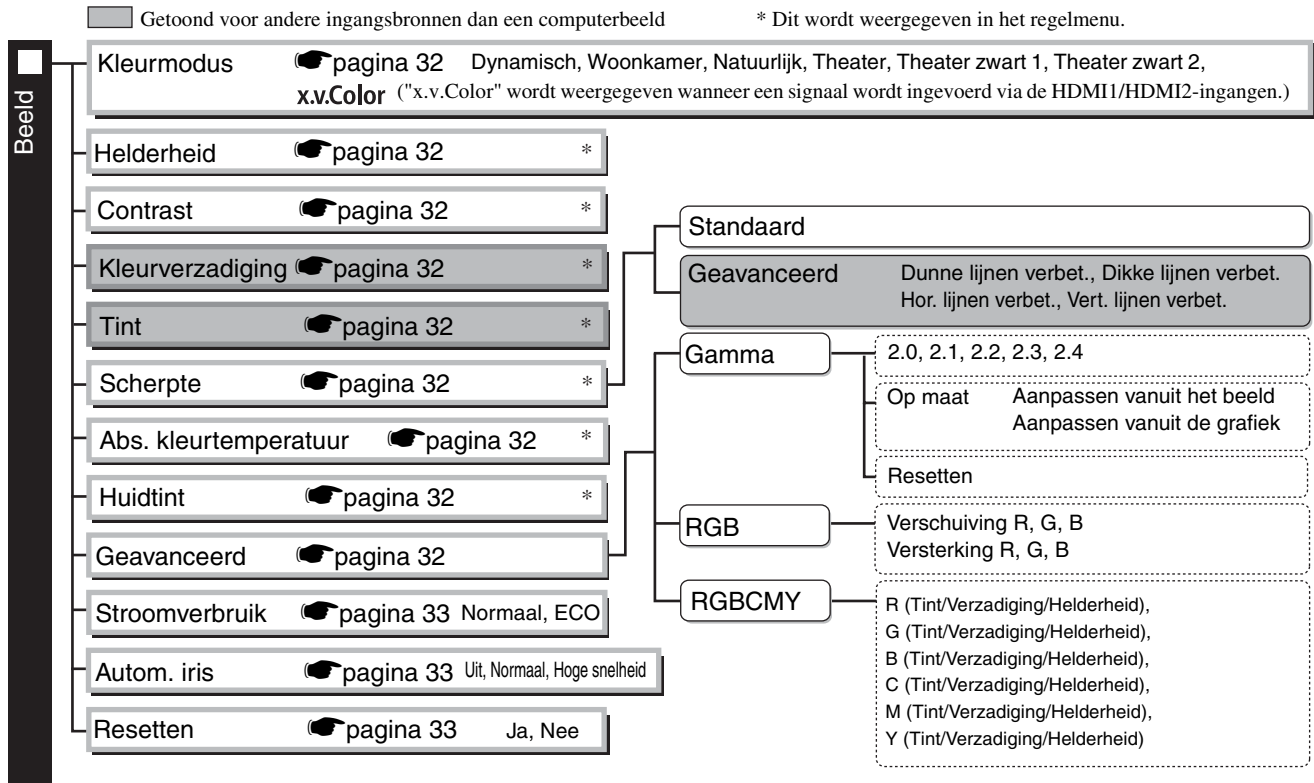 Getoond voor andere ingangsbronnen dan een computerbeeld * Dit wordt weergegeven in het regelmenu.
Beeld
Kleurmodus pagina 32 Dynamisch, Woonkamer, Natuurlijk, Theater, Theater zwart 1, Theater zwart 2,
x.v.Color ("x.v.Color" wordt weergegeven wanneer een signaal wordt ingevoerd via de HDMI1/HDMI2-ingangen.)
Helderheid pagina 32 *
Contrast pagina 32 *
Kleurverzadiging pagina 32 *
Tint pagina 32 *
Scherpte pagina 32 *
Abs. kleurtemperatuur pagina 32 *
Huidtint pagina 32 *
Geavanceerd pagina 32
Stroomverbruik pagina 33 Normaal, ECO
Autom. iris pagina 33 Uit, Normaal, Hoge snelheid
Resetten pagina 33 Ja, Nee
Standaard
Geavanceerd Dunne lijnen verbet., Dikke lijnen verbet.
Hor. lijnen verbet., Vert. lijnen verbet.
Gamma
2.0, 2.1, 2.2, 2.3, 2.4
Op maat Aanpassen vanuit het beeld
Aanpassen vanuit de grafiek
Resetten
RGB
Verschuiving R, G, B
Versterking R, G, B
RGBCMY
R (Tint/Verzadiging/Helderheid),
G (Tint/Verzadiging/Helderheid),
B (Tint/Verzadiging/Helderheid),
C (Tint/Verzadiging/Helderheid),
M (Tint/Verzadiging/Helderheid),
Y (Tint/Verzadiging/Helderheid)